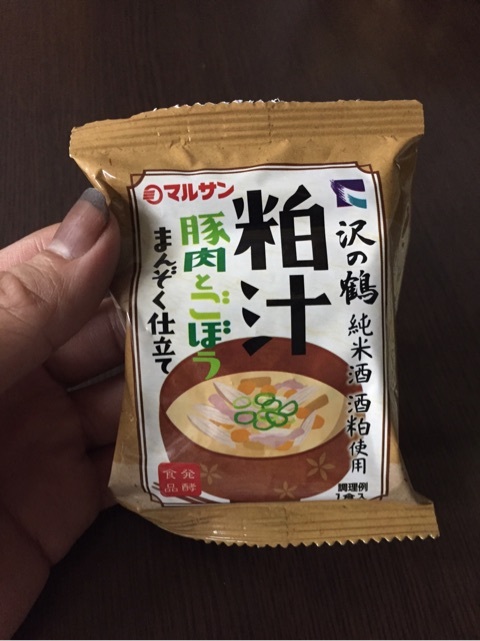 マルサン
沢の鶴
純米酒 酒粕使用
粕汁
豚肉とごぼう
まんぞく仕立て
発酵
食品
調理例
1食入